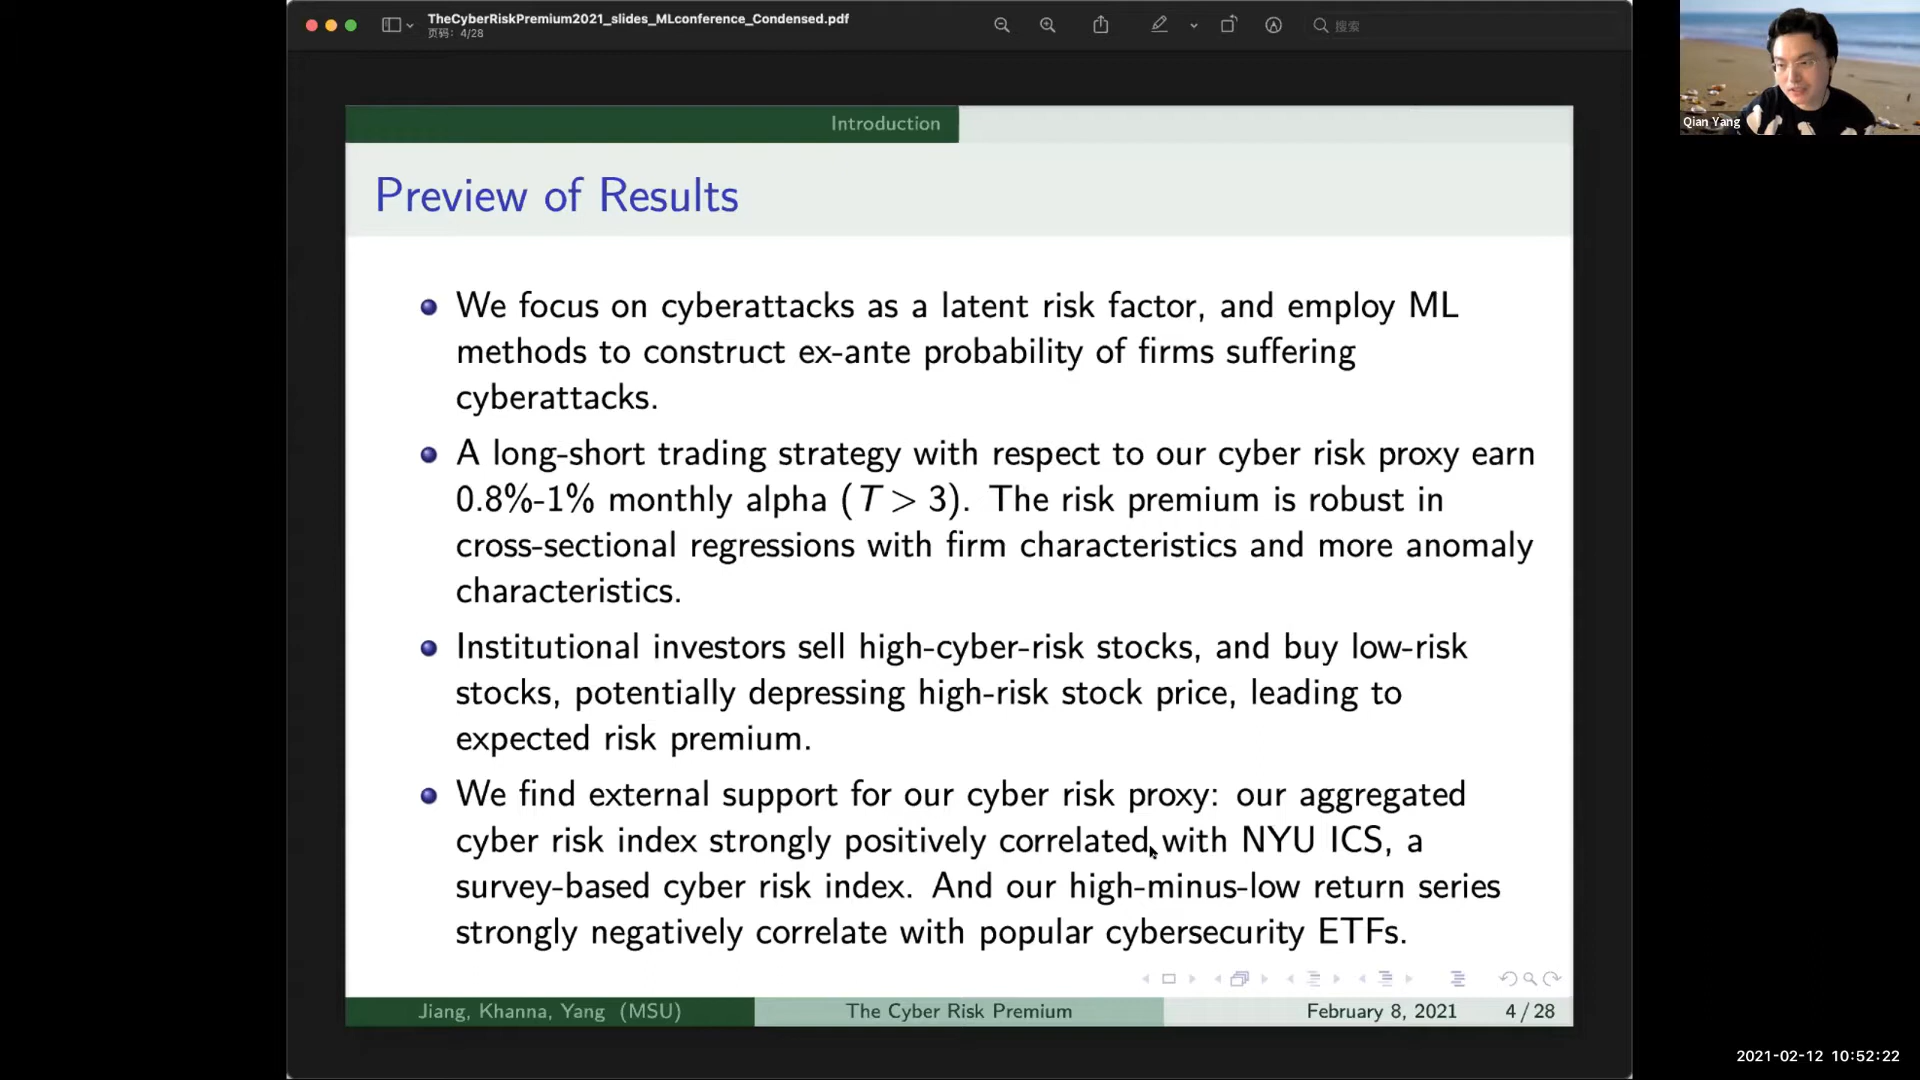 TheCyberRiskPremium2021_slides_MLconference_Condensed.pdf
页码：4/28
搜索
Qian Yang
Introduction
Preview of Results
We focus on cyberattacks as a latent risk factor, and employ ML
methods to construct ex-ante probability of firms suffering
cyberattacks.
A long-short trading strategy with respect to our cyber risk proxy earn
0.8%-1% monthly alpha (T > 3). The risk premium is robust in
cross-sectional regressions with firm characteristics and more anomaly
characteristics.
Institutional investors sell high-cyber-risk stocks, and buy low-risk
stocks, potentially depressing high-risk stock price, leading to
expected risk premium.
We find external support for our cyber risk proxy: our aggregated
cyber risk index strongly positively correlated with NYU ICS, a
survey-based cyber risk index. And our high-minus-low return series
strongly negatively correlate with popular cybersecurity ETFs.
Jiang, Khanna, Yang (MSU)
The Cyber Risk Premium
February 8, 2021
4 / 28
2021-02-12 10:52:22